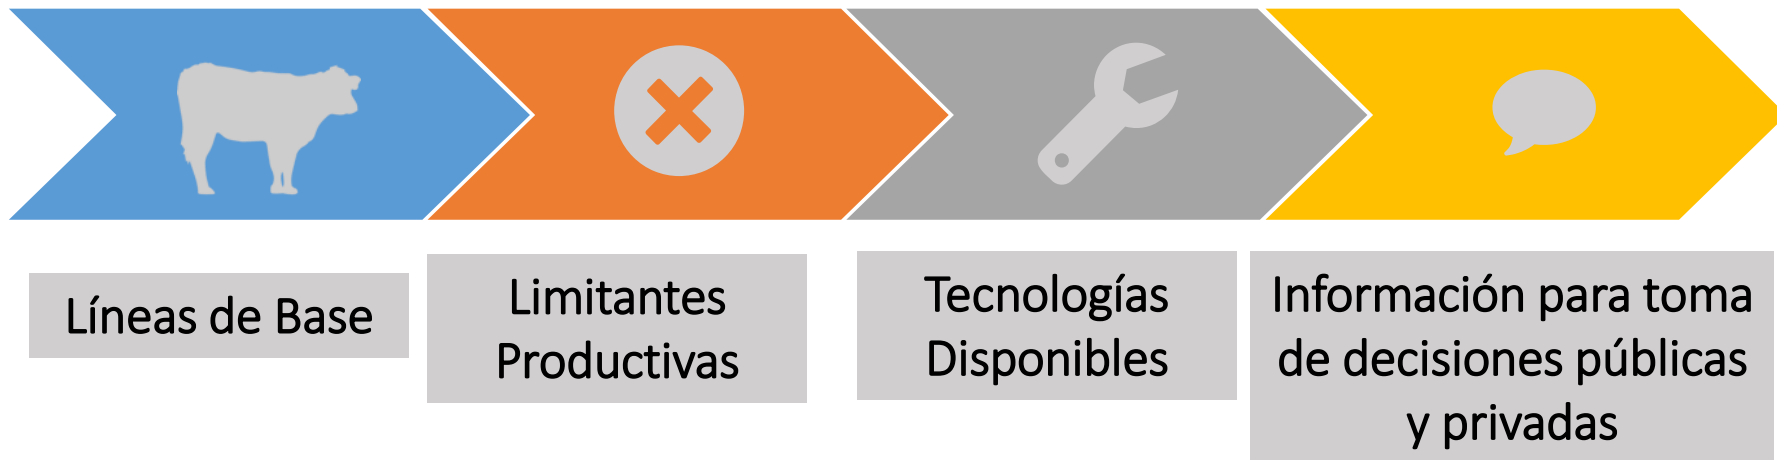 Líneas de Base
Limitantes
Productivas
Tecnologías
Disponibles
Información para toma
de decisiones públicas
y privadas